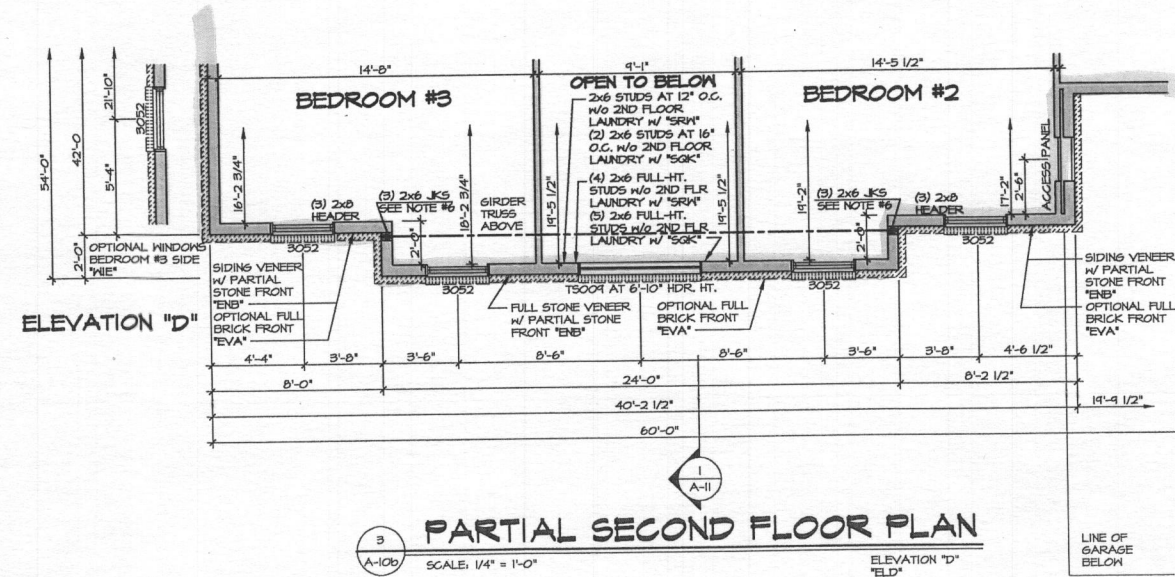 14'-8"
9'-1"
14'-5 1/2"
BEDROOM #3
OPEN TO BELOW
2x6 STUDS AT 12" O.C.
W/O 2ND FLOOR
LAUNDRY W/ "SRW"
(2) 2x6 STUDS AT 16"
O.C. W/O 2ND FLOOR
LAUNDRY W/ "SQK"
(4) 2x6 FULL-HT.
STUDS W/O 2ND FLR
LAUNDRY W/ "SRW"
(5) 2x6 FULL-HT.
STUDS W/O 2ND FLR
LAUNDRY W/ "SQK"
BEDROOM #2
54'-0"
42'-0
21'-10"
5'-4"
2'-0"
3052
OPTIONAL WINDOWS
BEDROOM #3 SIDE
"WIE"
16'-2 3/4"
(3) 2x8
HEADER
3052
(3) 2x6 JKS
SEE NOTE #6
2'-0"
18'-2 3/4"
GIRDER
TRUSS
ABOVE
19'-5 1/2"
19'-5 1/2"
19'-2"
(3) 2x6 JKS
SEE NOTE #6
2'-0"
(3) 2x8
HEADER
17'-2"
2'-6"
ACCESS PANEL
3052
3052
TS009 AT 6'-10" HDR. HT.
3052
SIDING VENEER
W/ PARTIAL
STONE FRONT
"ENB"
OPTIONAL FULL
BRICK FRONT
"EVA"
FULL STONE VENEER
W/ PARTIAL STONE
FRONT "ENB"
OPTIONAL FULL
BRICK FRONT
"EVA"
SIDING VENEER
W/ PARTIAL
STONE FRONT
"ENB"
OPTIONAL FULL
BRICK FRONT
"EVA"
ELEVATION "D"
4'-4"
3'-8"
3'-6"
8'-6"
8'-6"
3'-6"
3'-8"
4'-6 1/2"
8'-0"
24'-0"
8'-2 1/2"
40'-2 1/2"
19'-9 1/2"
60'-0"
1
A-11
3
A-10b
PARTIAL SECOND FLOOR PLAN
SCALE: 1/4" = 1'-0"
ELEVATION "D"
"ELD"
LINE OF
GARAGE
BELOW